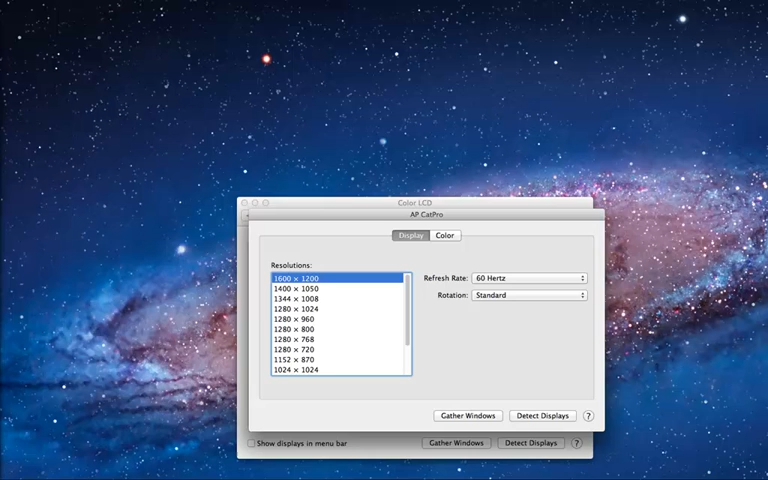 Color LCD
AP CatPro
Display Color
Resolutions:
1600 × 1200
1400 × 1050
1344 × 1008
1280 × 1024
1280 × 960
1280 × 800
1280 × 768
1280 × 720
1152 × 870
1024 × 1024
Refresh Rate: 60 Hertz
Rotation: Standard
Gather Windows Detect Displays ?
Show displays in menu bar Gather Windows Detect Displays ?